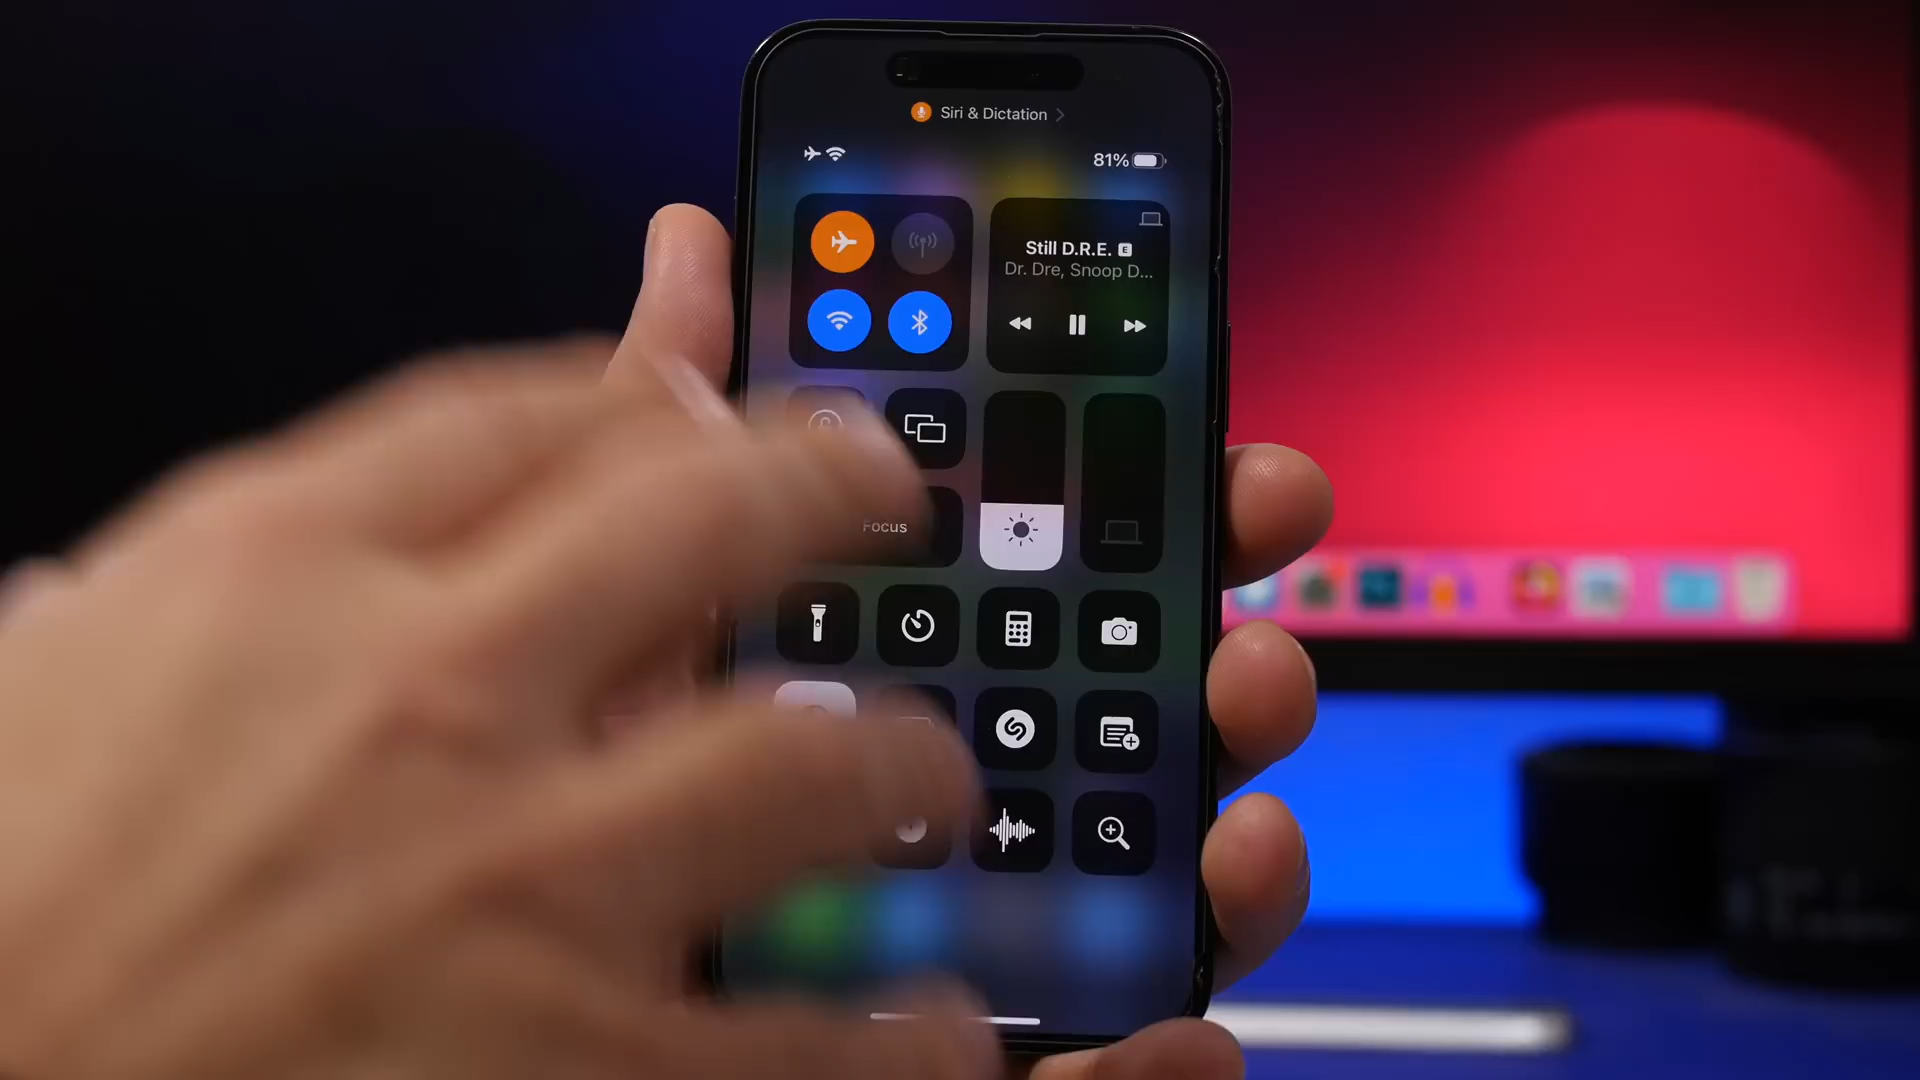 Siri & Dictation
81%
Still D.R.E. E
Dr. Dre, Snoop D...
Focus